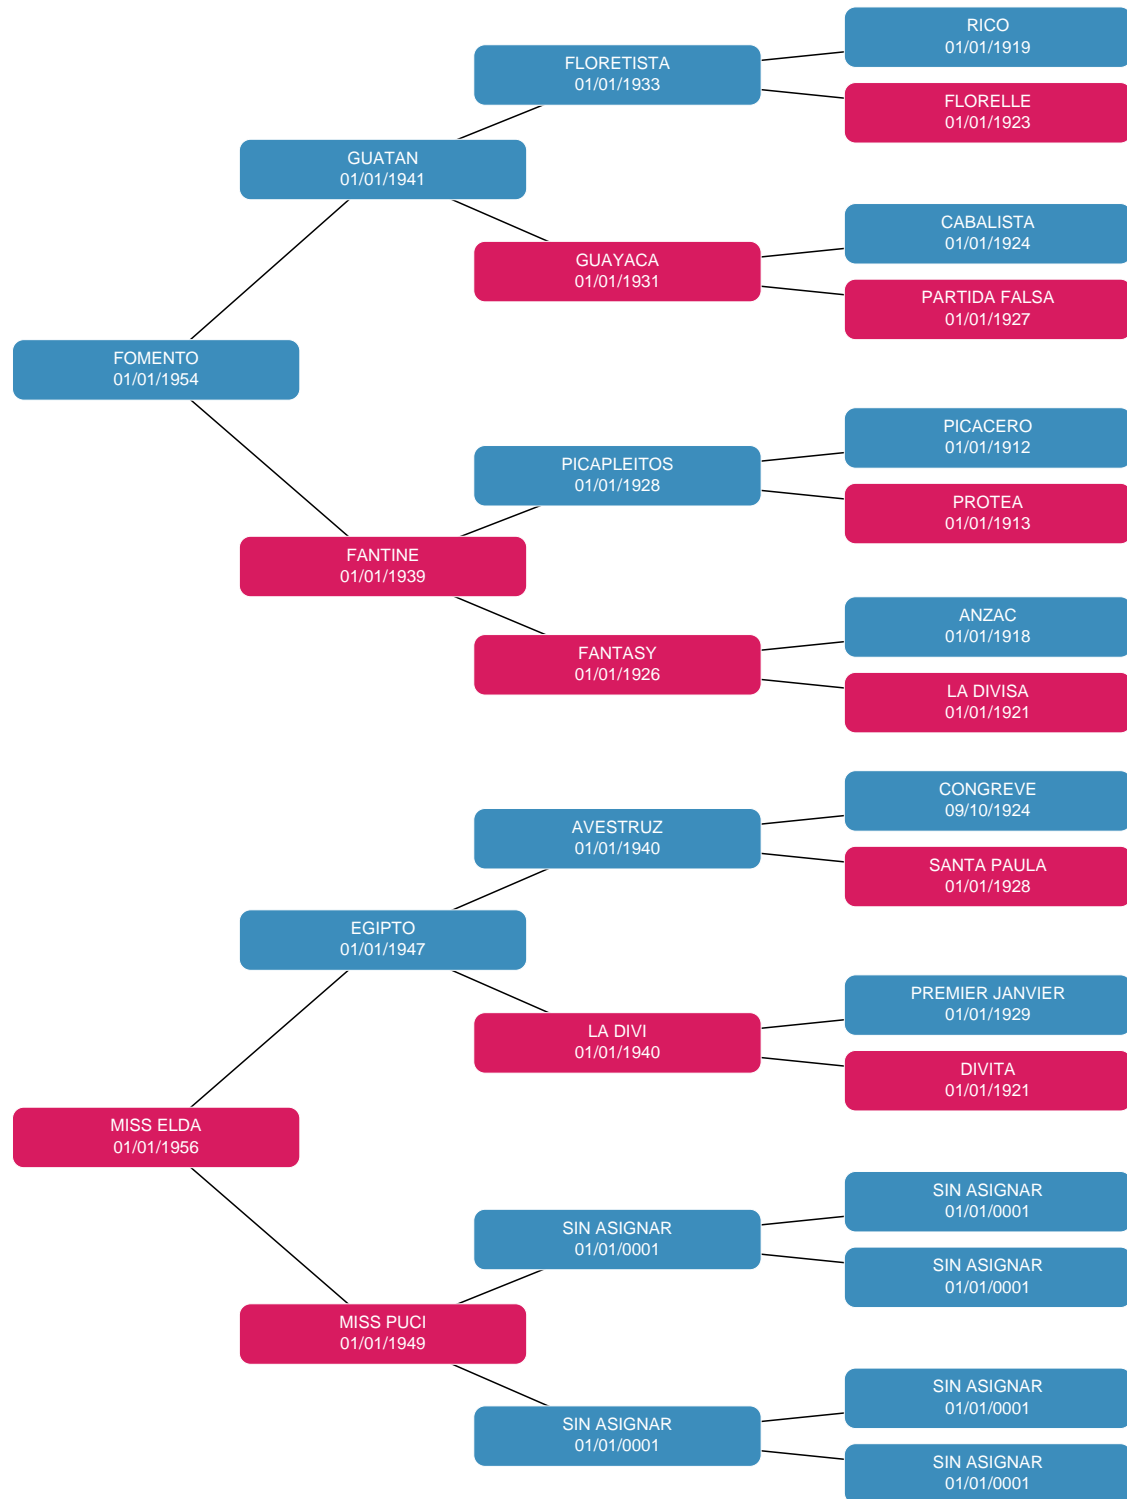 RICO
01/01/1919
FLORETISTA
01/01/1933
FLORELLE
01/01/1923
GUATAN
01/01/1941
CABALISTA
01/01/1924
GUAYACA
01/01/1931
PARTIDA FALSA
01/01/1927
FOMENTO
01/01/1954
PICACERO
01/01/1912
PICAPLEITOS
01/01/1928
PROTEA
01/01/1913
FANTINE
01/01/1939
ANZAC
01/01/1918
FANTASY
01/01/1926
LA DIVISA
01/01/1921
CONGREVE
09/10/1924
AVESTRUZ
01/01/1940
SANTA PAULA
01/01/1928
EGIPTO
01/01/1947
PREMIER JANVIER
01/01/1929
LA DIVI
01/01/1940
DIVITA
01/01/1921
MISS ELDA
01/01/1956
SIN ASIGNAR
01/01/0001
SIN ASIGNAR
01/01/0001
SIN ASIGNAR
01/01/0001
MISS PUCI
01/01/1949
SIN ASIGNAR
01/01/0001
SIN ASIGNAR
01/01/0001
SIN ASIGNAR
01/01/0001